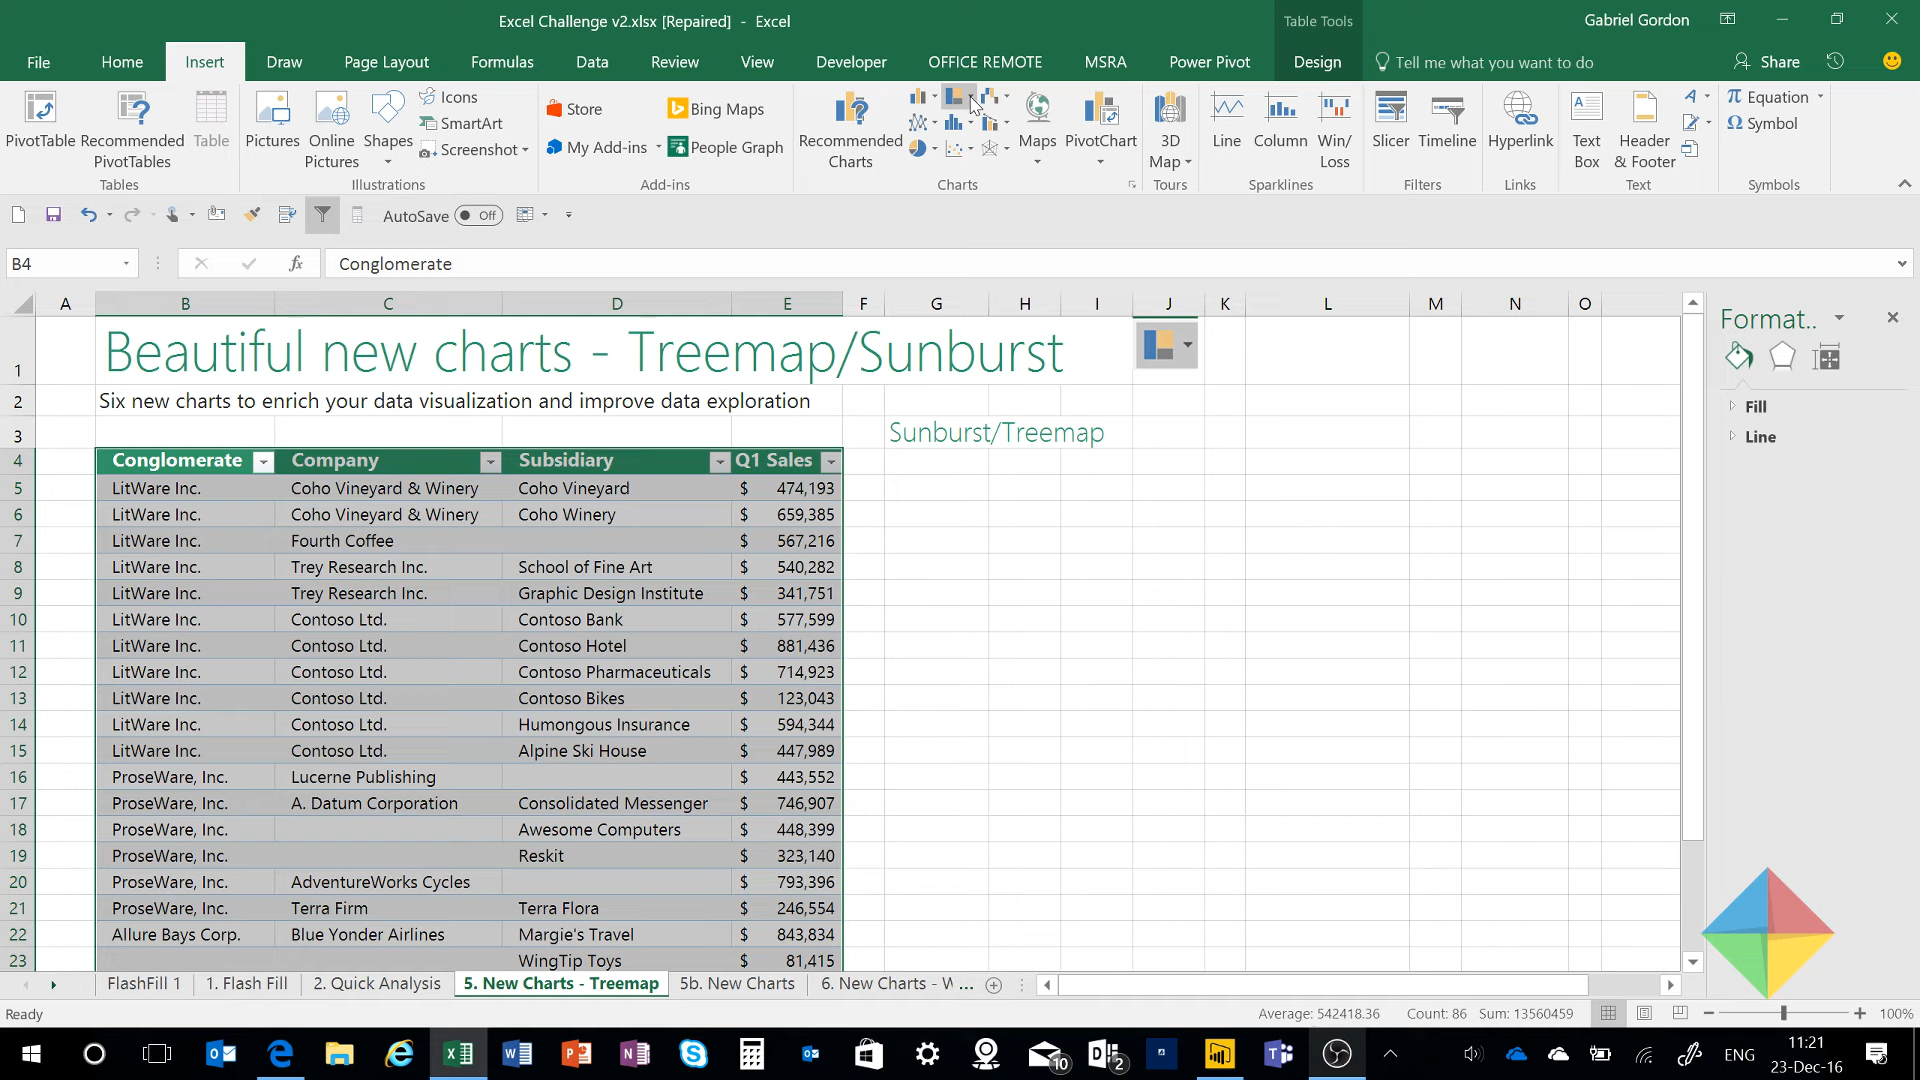 Excel Challenge v2.xlsx [Repaired] - Excel
Table Tools
Gabriel Gordon
File Home Insert Draw Page Layout Formulas Data Review View Developer OFFICE REMOTE MSRA Power Pivot Design Tell me what you want to do Share
PivotTable
Recommended PivotTables
Table
Tables
Pictures
Online Pictures
Shapes
Icons
SmartArt
Screenshot
Illustrations
Store
My Add-ins
Bing Maps
People Graph
Add-ins
Recommended Charts
Maps
PivotChart
Charts
3D Map
Tours
Line
Column
Win/Loss
Sparklines
Slicer
Timeline
Filters
Hyperlink
Links
Text Box
Header & Footer
Text
Equation
Symbol
Symbols
AutoSave Off
B4
fx
Conglomerate
A B C D E F G H I J K L M N O
1 Beautiful new charts - Treemap/Sunburst
2 Six new charts to enrich your data visualization and improve data exploration
3 Sunburst/Treemap
4 Conglomerate Company Subsidiary Q1 Sales
5 LitWare Inc. Coho Vineyard & Winery Coho Vineyard $ 474,193
6 LitWare Inc. Coho Vineyard & Winery Coho Winery $ 659,385
7 LitWare Inc. Fourth Coffee $ 567,216
8 LitWare Inc. Trey Research Inc. School of Fine Art $ 540,282
9 LitWare Inc. Trey Research Inc. Graphic Design Institute $ 341,751
10 LitWare Inc. Contoso Ltd. Contoso Bank $ 577,599
11 LitWare Inc. Contoso Ltd. Contoso Hotel $ 881,436
12 LitWare Inc. Contoso Ltd. Contoso Pharmaceuticals $ 714,923
13 LitWare Inc. Contoso Ltd. Contoso Bikes $ 123,043
14 LitWare Inc. Contoso Ltd. Humongous Insurance $ 594,344
15 LitWare Inc. Contoso Ltd. Alpine Ski House $ 447,989
16 ProseWare, Inc. Lucerne Publishing $ 443,552
17 ProseWare, Inc. A. Datum Corporation Consolidated Messenger $ 746,907
18 ProseWare, Inc. Awesome Computers $ 448,399
19 ProseWare, Inc. Reskit $ 323,140
20 ProseWare, Inc. AdventureWorks Cycles $ 793,396
21 ProseWare, Inc. Terra Firm Terra Flora $ 246,554
22 Allure Bays Corp. Blue Yonder Airlines Margie's Travel $ 843,834
23 WingTip Toys $ 81,415
Format..
Fill
Line
FlashFill 1 1. Flash Fill 2. Quick Analysis 5. New Charts - Treemap 5b. New Charts 6. New Charts - W ...
Ready
Average: 542418.36 Count: 86 Sum: 13560459
100%
10
2
ENG
11:21
23-Dec-16